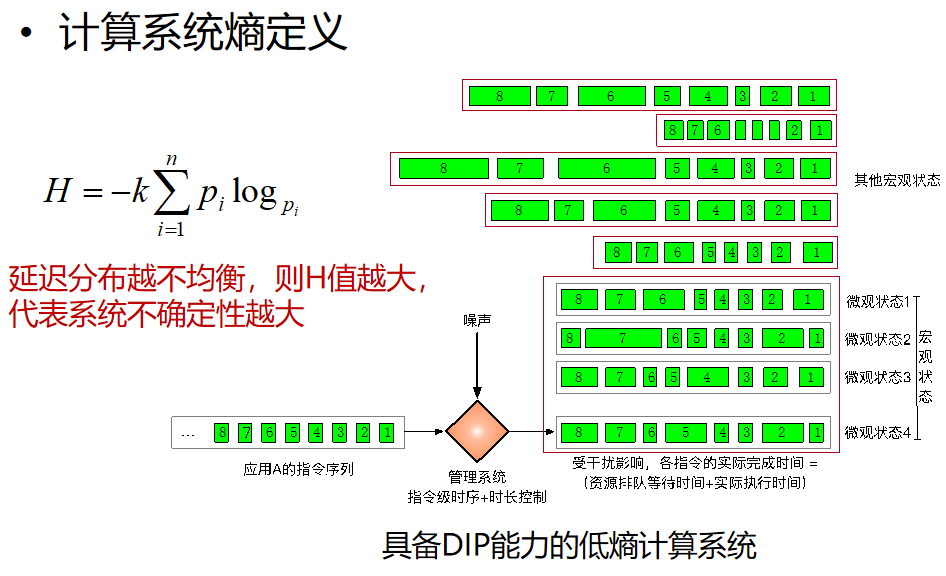 • 计算系统熵定义
8 7 6 5 4 3 2 1
8 7 6 2 1
8 7 6 5 4 3 2 1
其他宏观状态
8 7 6 5 4 3 2 1
8 7 6 5 4 3 2 1
H = -k \sum_{i=1}^{n} p_i log_{p_i}
延迟分布越不均衡，则H值越大，
代表系统不确定性越大
8 7 6 5 4 3 2 1 微观状态1
8 7 6 5 4 3 2 1 微观状态2
8 7 6 5 4 3 2 1 微观状态3
8 7 6 5 4 3 2 1 微观状态4
宏观状态
噪声
... 8 7 6 5 4 3 2 1
应用A的指令序列
管理系统
指令级时序+时长控制
受干扰影响，各指令的实际完成时间 =
(资源排队等待时间+实际执行时间)
具备DIP能力的低熵计算系统